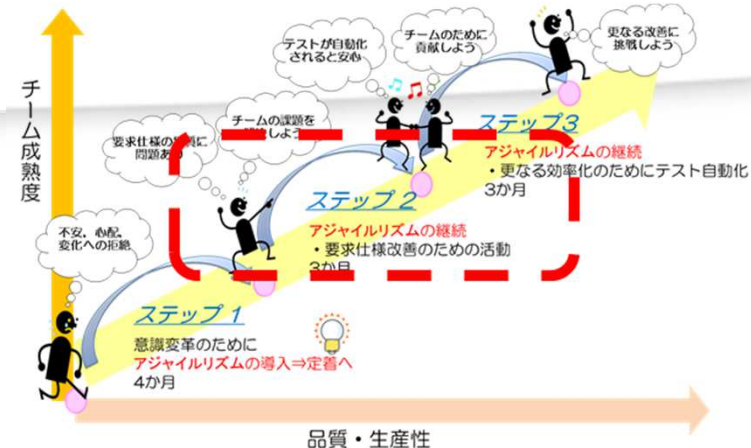 チーム成熟度
不安，心配，
変化への拒絶
要求仕様の品質に
問題あり
チームの課題を
しよう
テストが自動化
されると安心
チームのために
貢献しよう
更なる改善に
挑戦しよう
ステップ1
意識変革のために
アジャイルリズムの導入⇒定着へ
4か月
ステップ2
アジャイルリズムの継続
・要求仕様改善のための活動
3か月
ステップ3
アジャイルリズムの継続
・更なる効率化のためにテスト自動化
3か月
品質・生産性